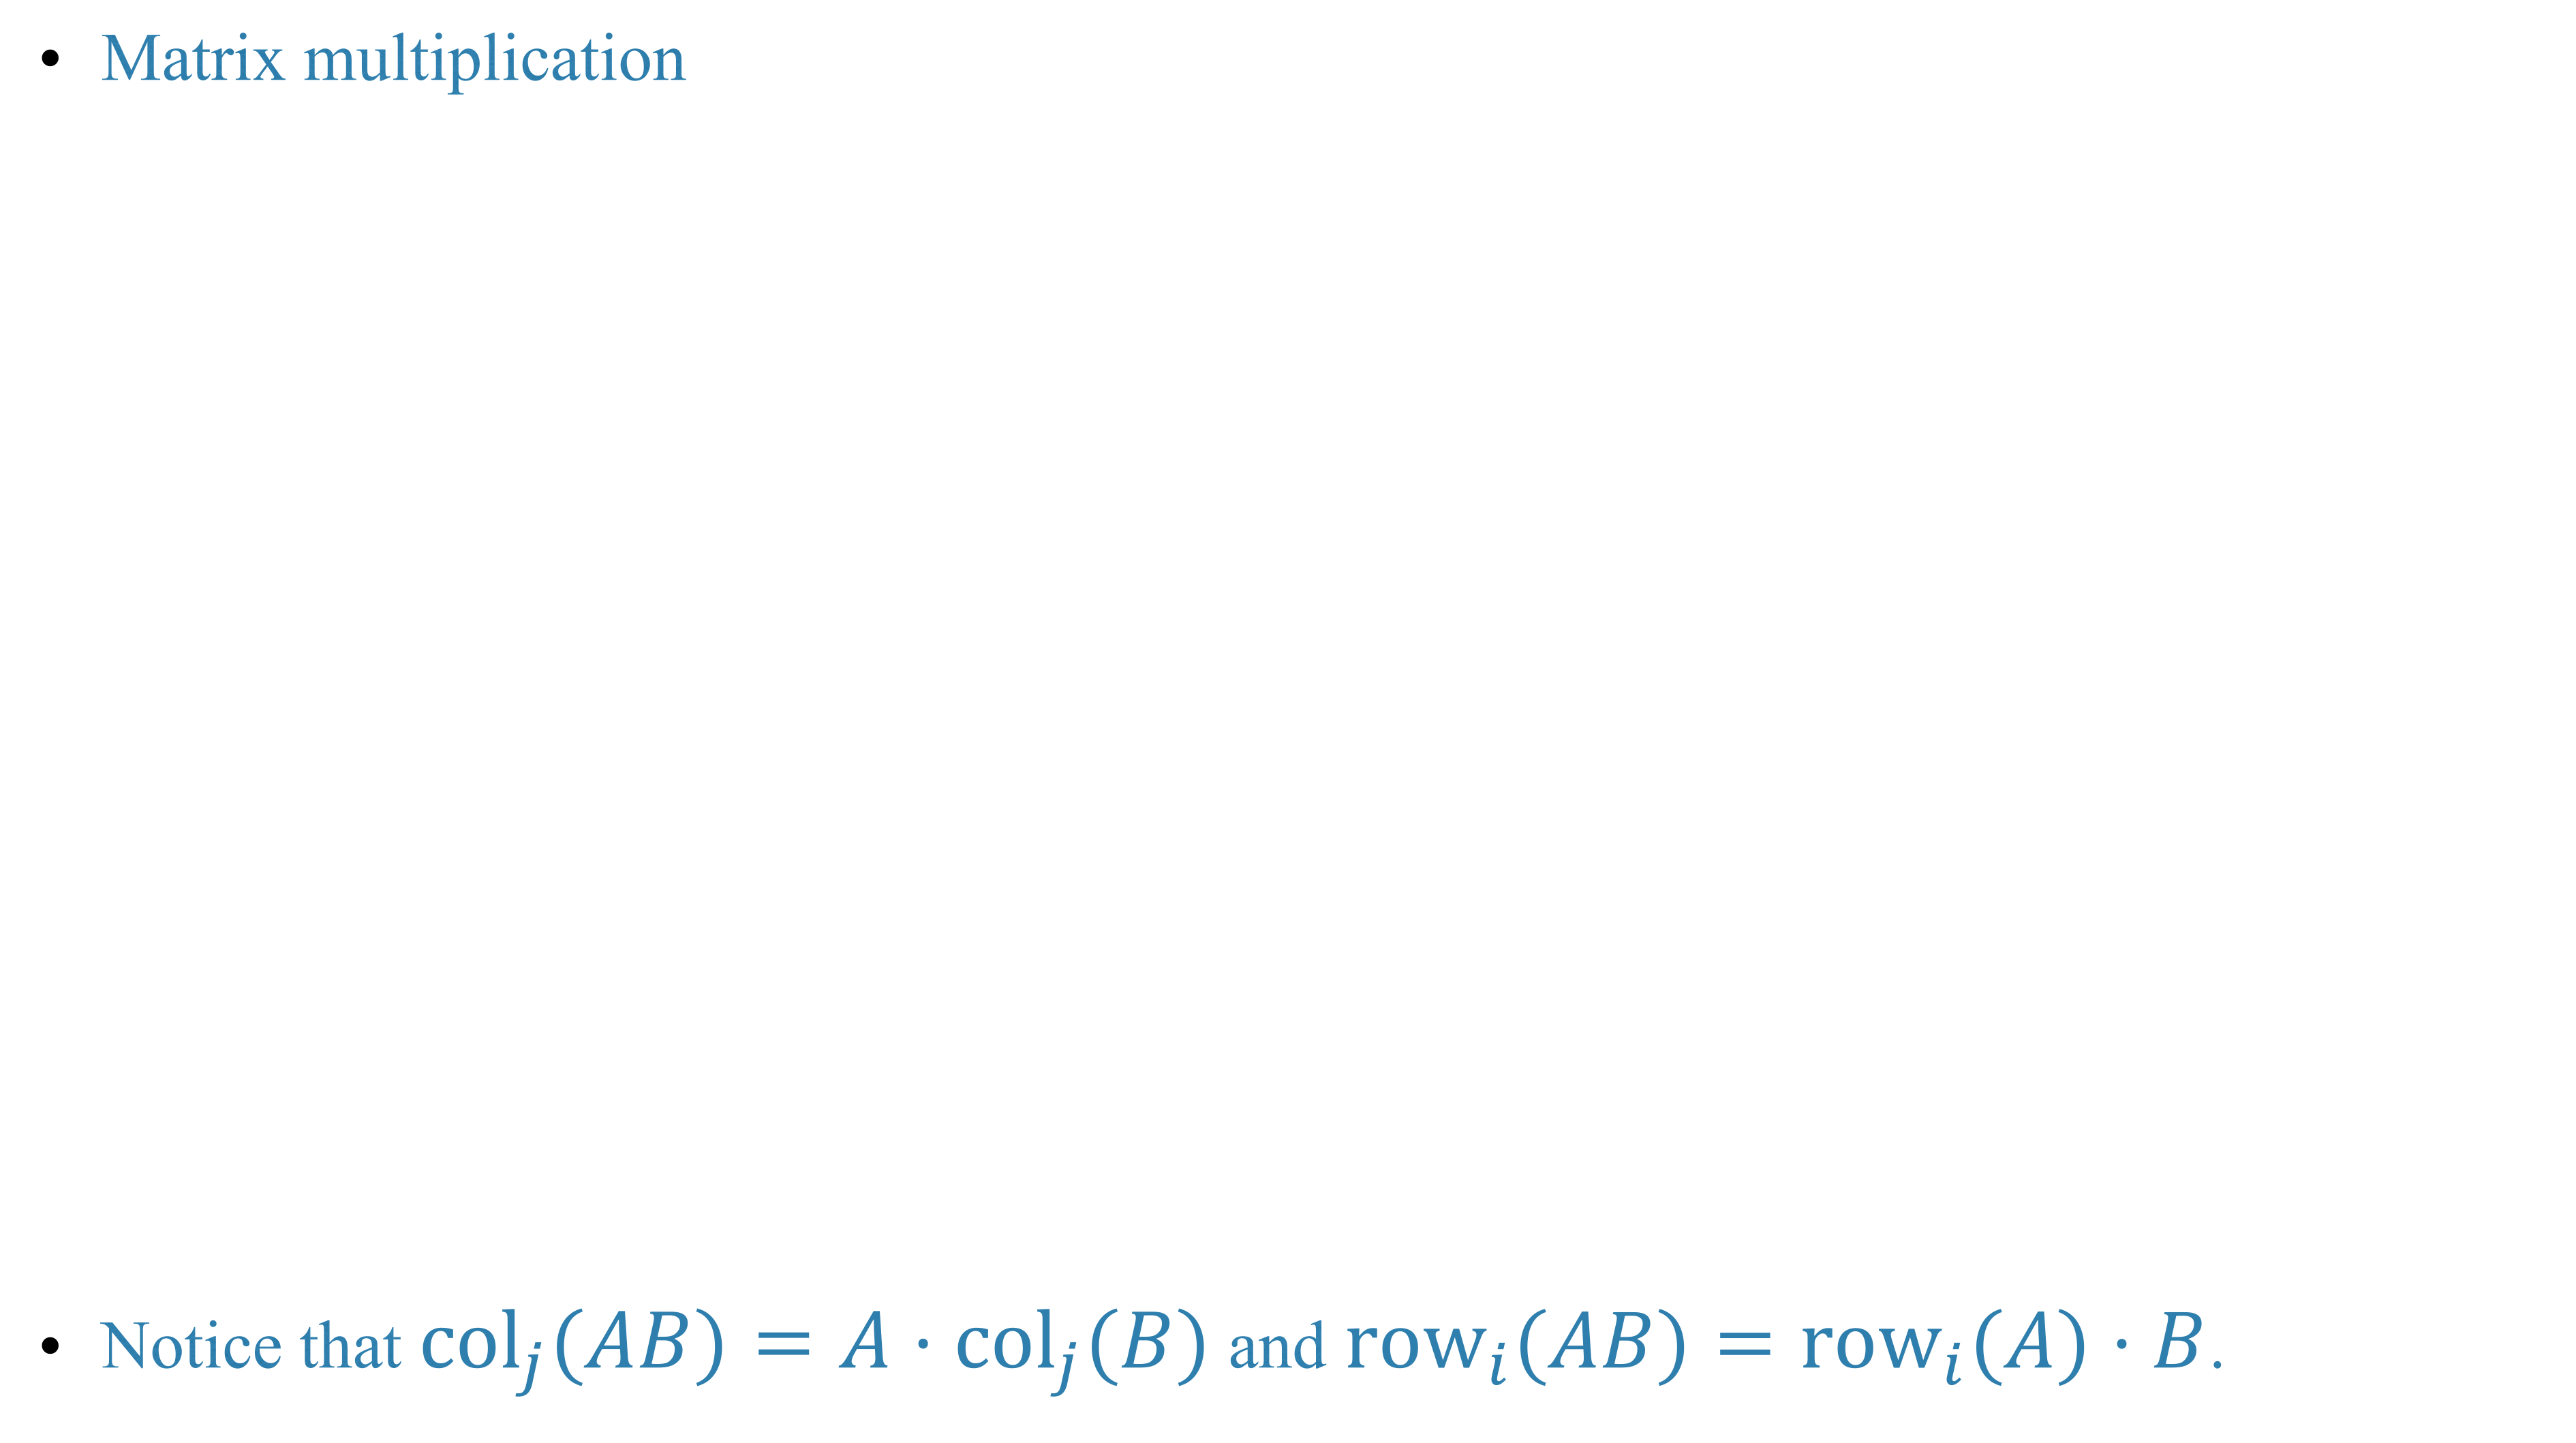 • Matrix multiplication
• Notice that col_j(AB) = A · col_j(B) and row_i(AB) = row_i(A) · B.